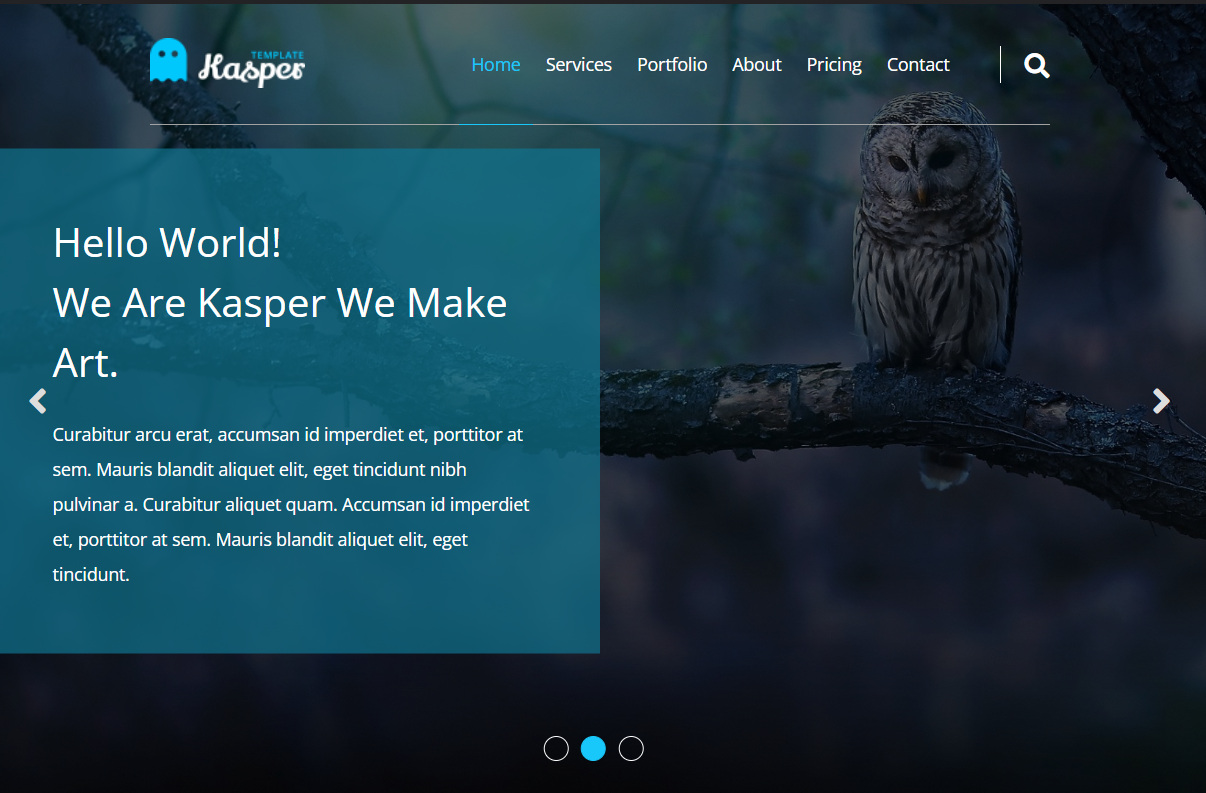 TEMPLATE
Kasper
Home Services Portfolio About Pricing Contact
Hello World!
We Are Kasper We Make
Art.
Curabitur arcu erat, accumsan id imperdiet et, porttitor at
sem. Mauris blandit aliquet elit, eget tincidunt nibh
pulvinar a. Curabitur aliquet quam. Accumsan id imperdiet
et, porttitor at sem. Mauris blandit aliquet elit, eget
tincidunt.